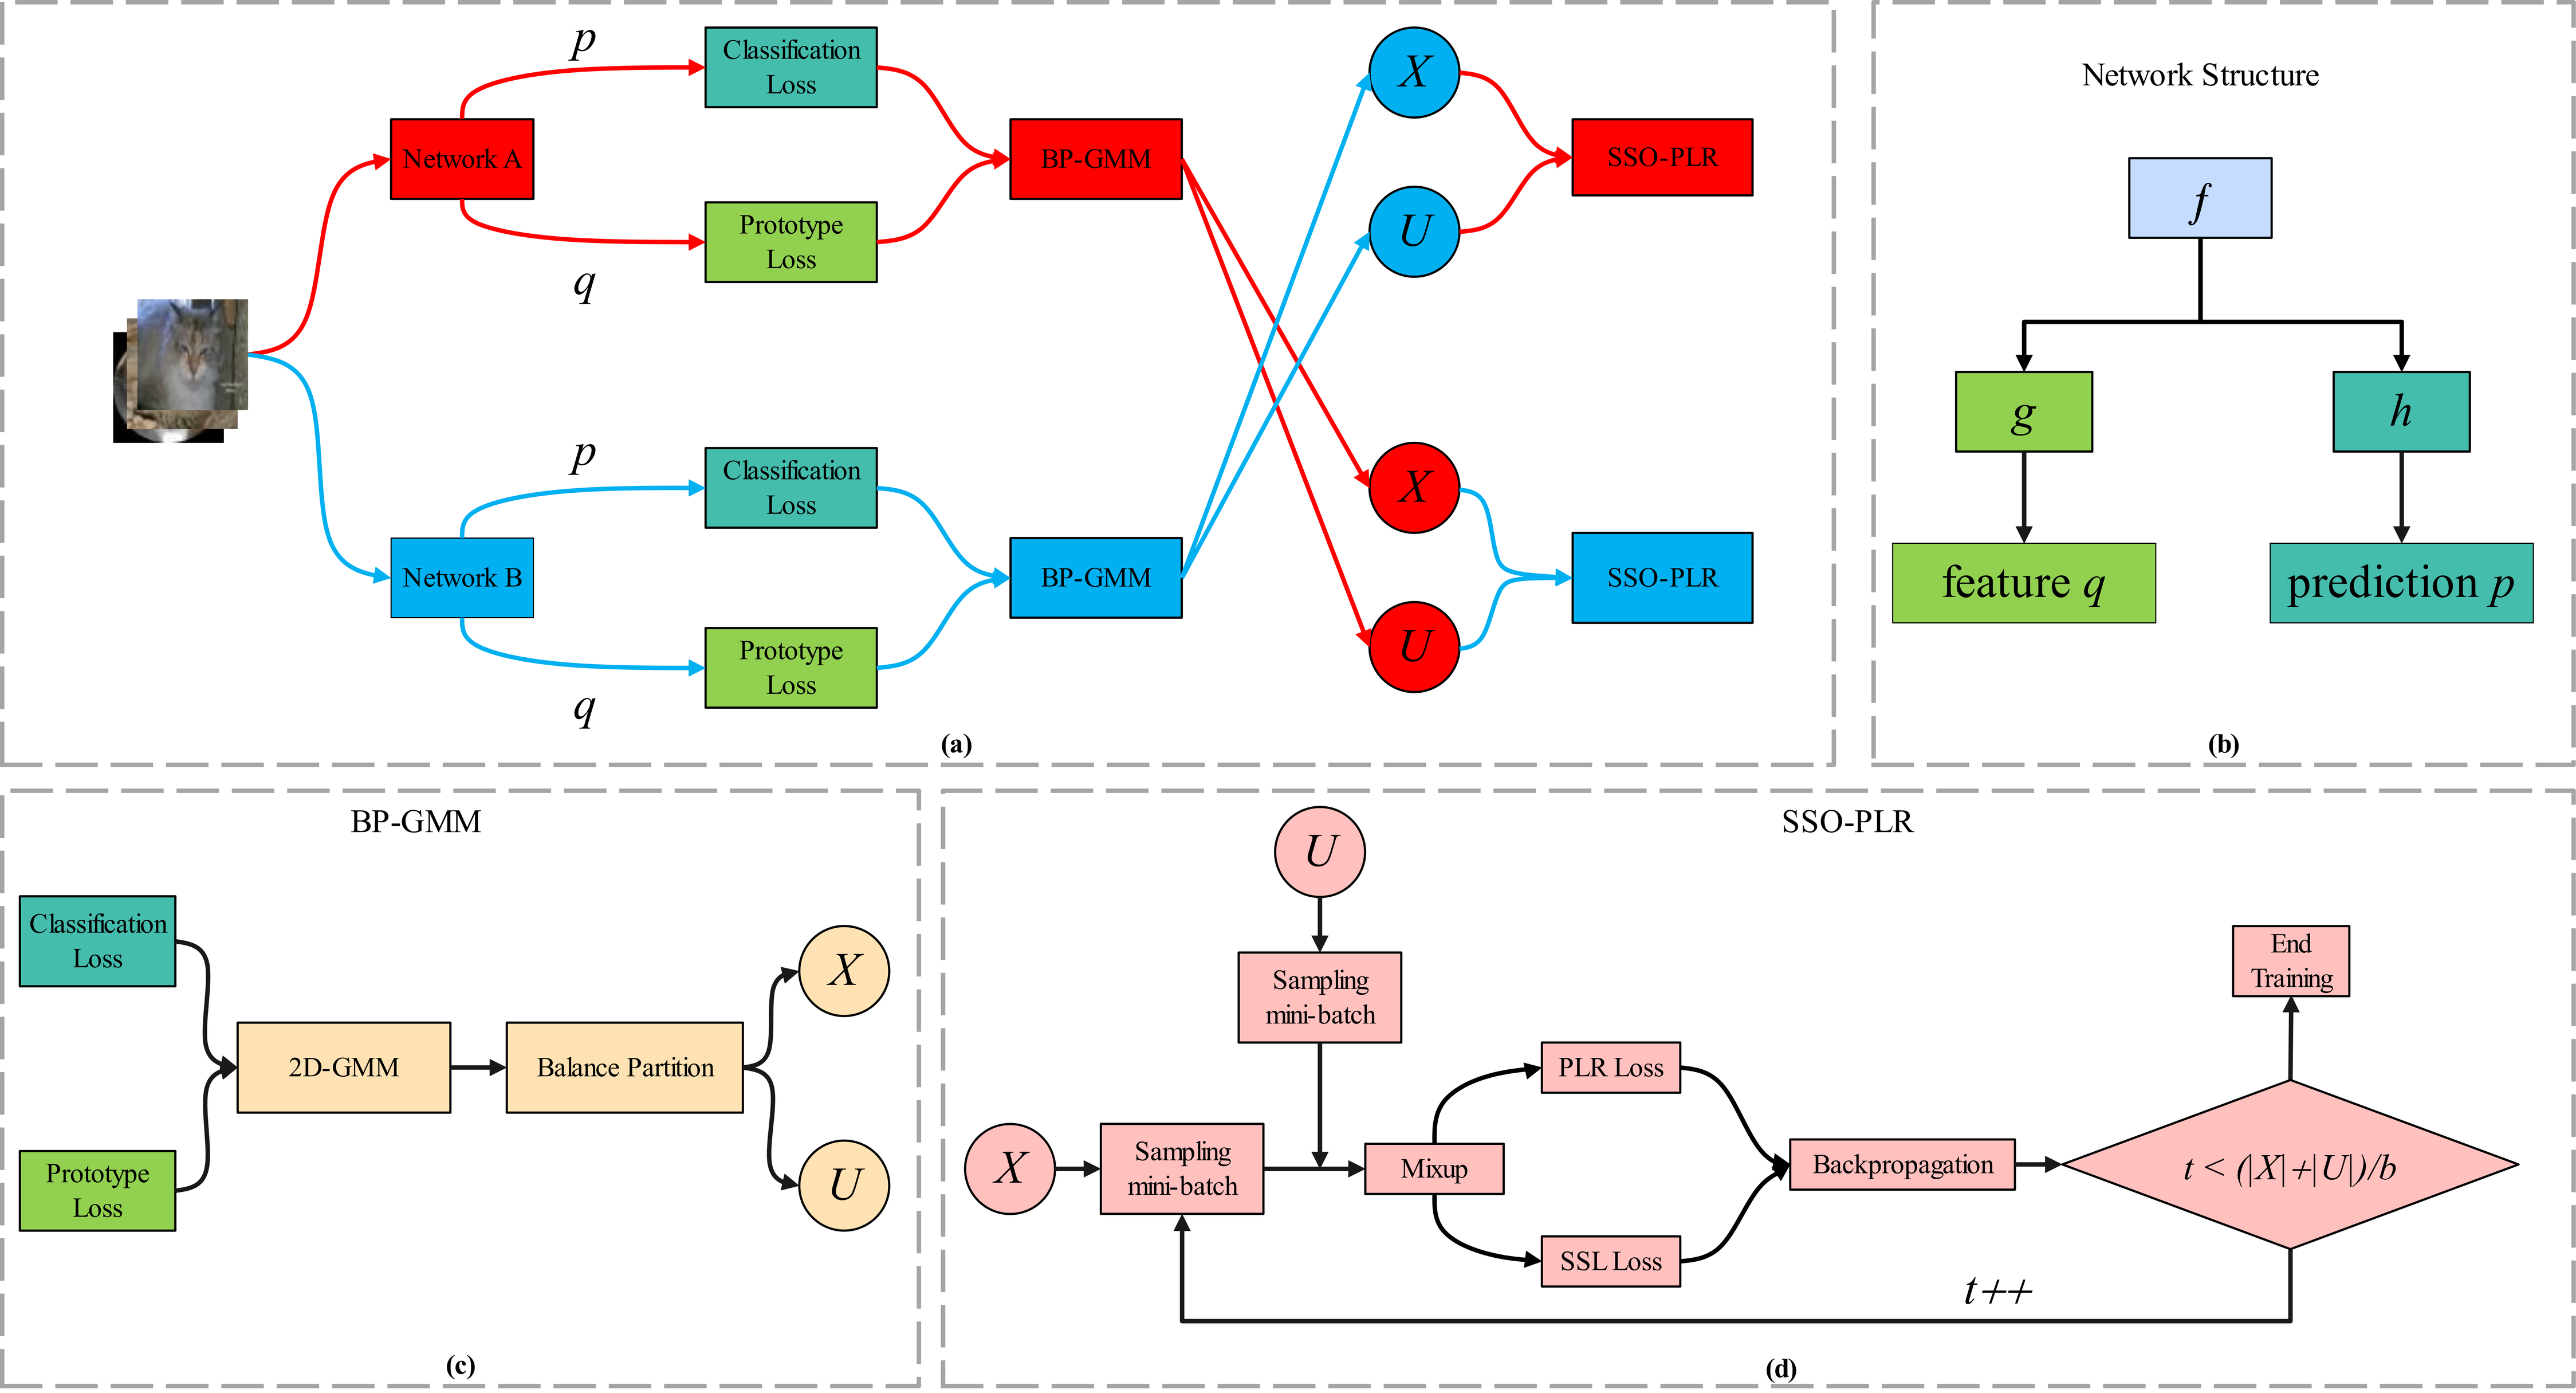 p
Classification
Loss
Network A
Prototype
Loss
q
BP-GMM
X
U
SSO-PLR
p
Classification
Loss
Network B
Prototype
Loss
q
BP-GMM
X
U
SSO-PLR
(a)
Network Structure
f
g
h
feature q
prediction p
(b)
BP-GMM
Classification
Loss
Prototype
Loss
2D-GMM
Balance Partition
X
U
(c)
SSO-PLR
U
Sampling
mini-batch
X
Sampling
mini-batch
Mixup
PLR Loss
SSL Loss
Backpropagation
End
Training
t < (|X|+|U|)/b
t++
(d)